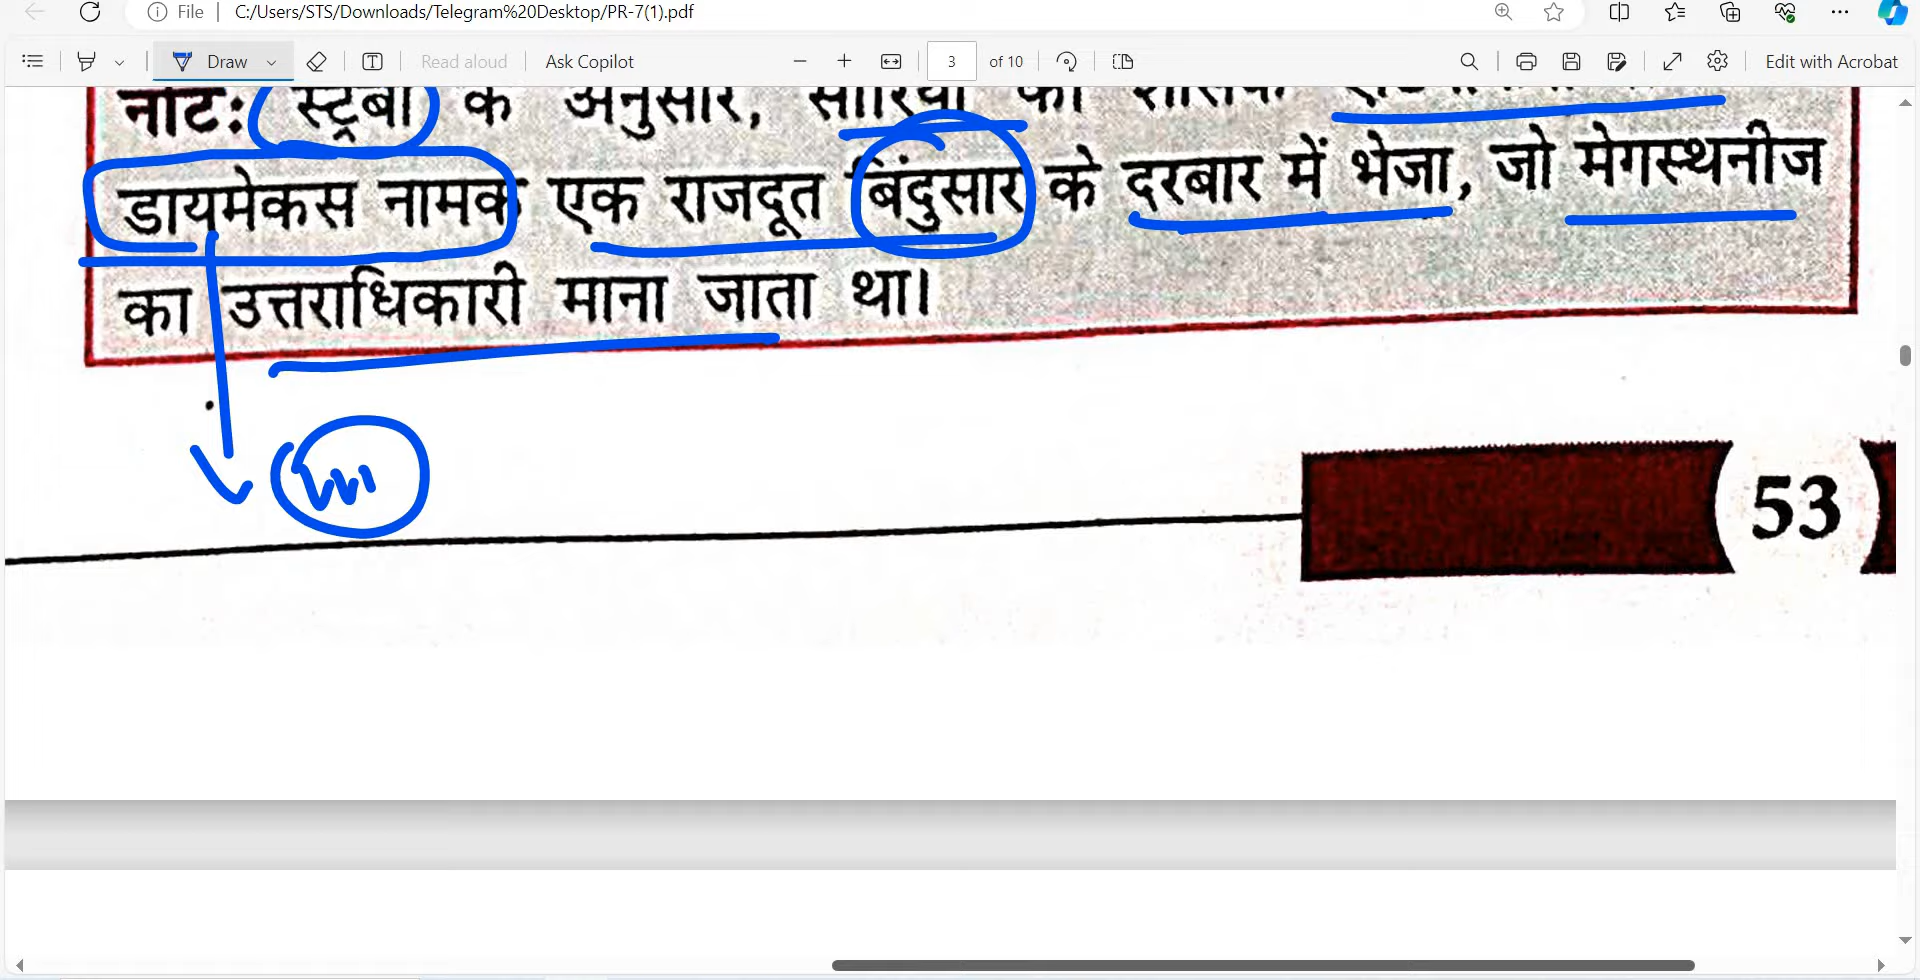 File C:/Users/STS/Downloads/Telegram%20Desktop/PR-7(1).pdf
Draw Read aloud Ask Copilot 3 of 10 Edit with Acrobat
नोट: स्ट्रैबो के अनुसार,
डायमेकस नामक एक राजदूत बिंदुसार के दरबार में भेजा, जो मेगस्थनीज
का उत्तराधिकारी माना जाता था।
53